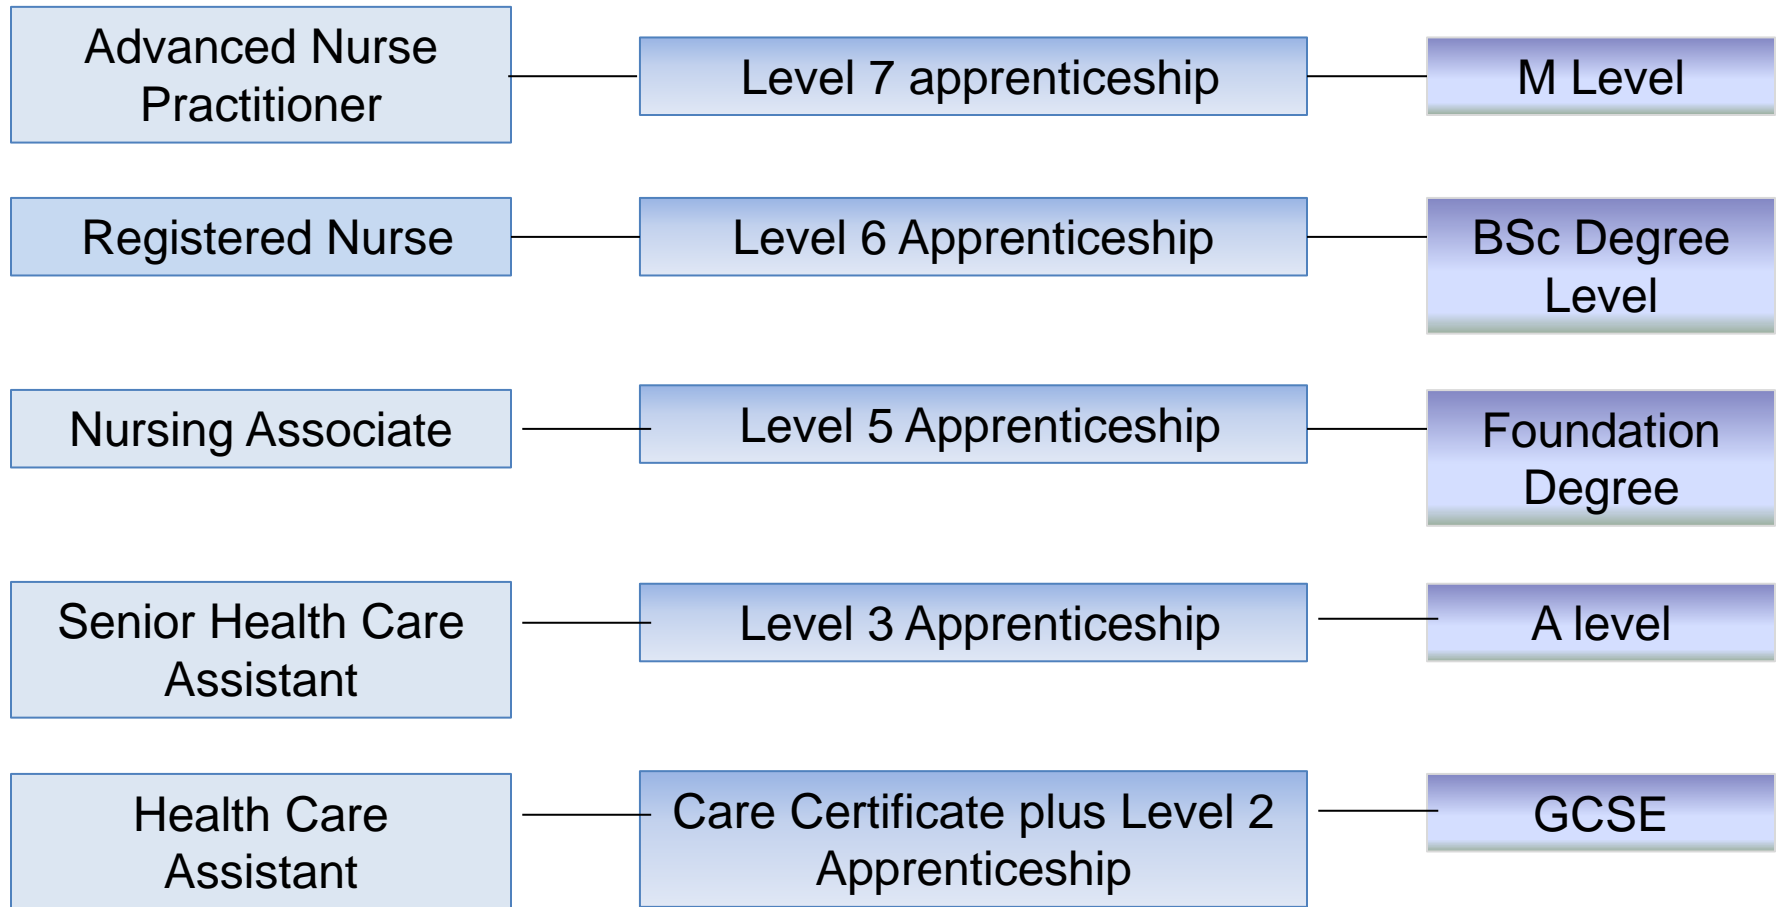 Advanced Nurse
Practitioner
Level 7 apprenticeship
M Level
Registered Nurse
Level 6 Apprenticeship
BSc Degree
Level
Nursing Associate
Level 5 Apprenticeship
Foundation
Degree
Senior Health Care
Assistant
Level 3 Apprenticeship
A level
Health Care
Assistant
Care Certificate plus Level 2
Apprenticeship
GCSE